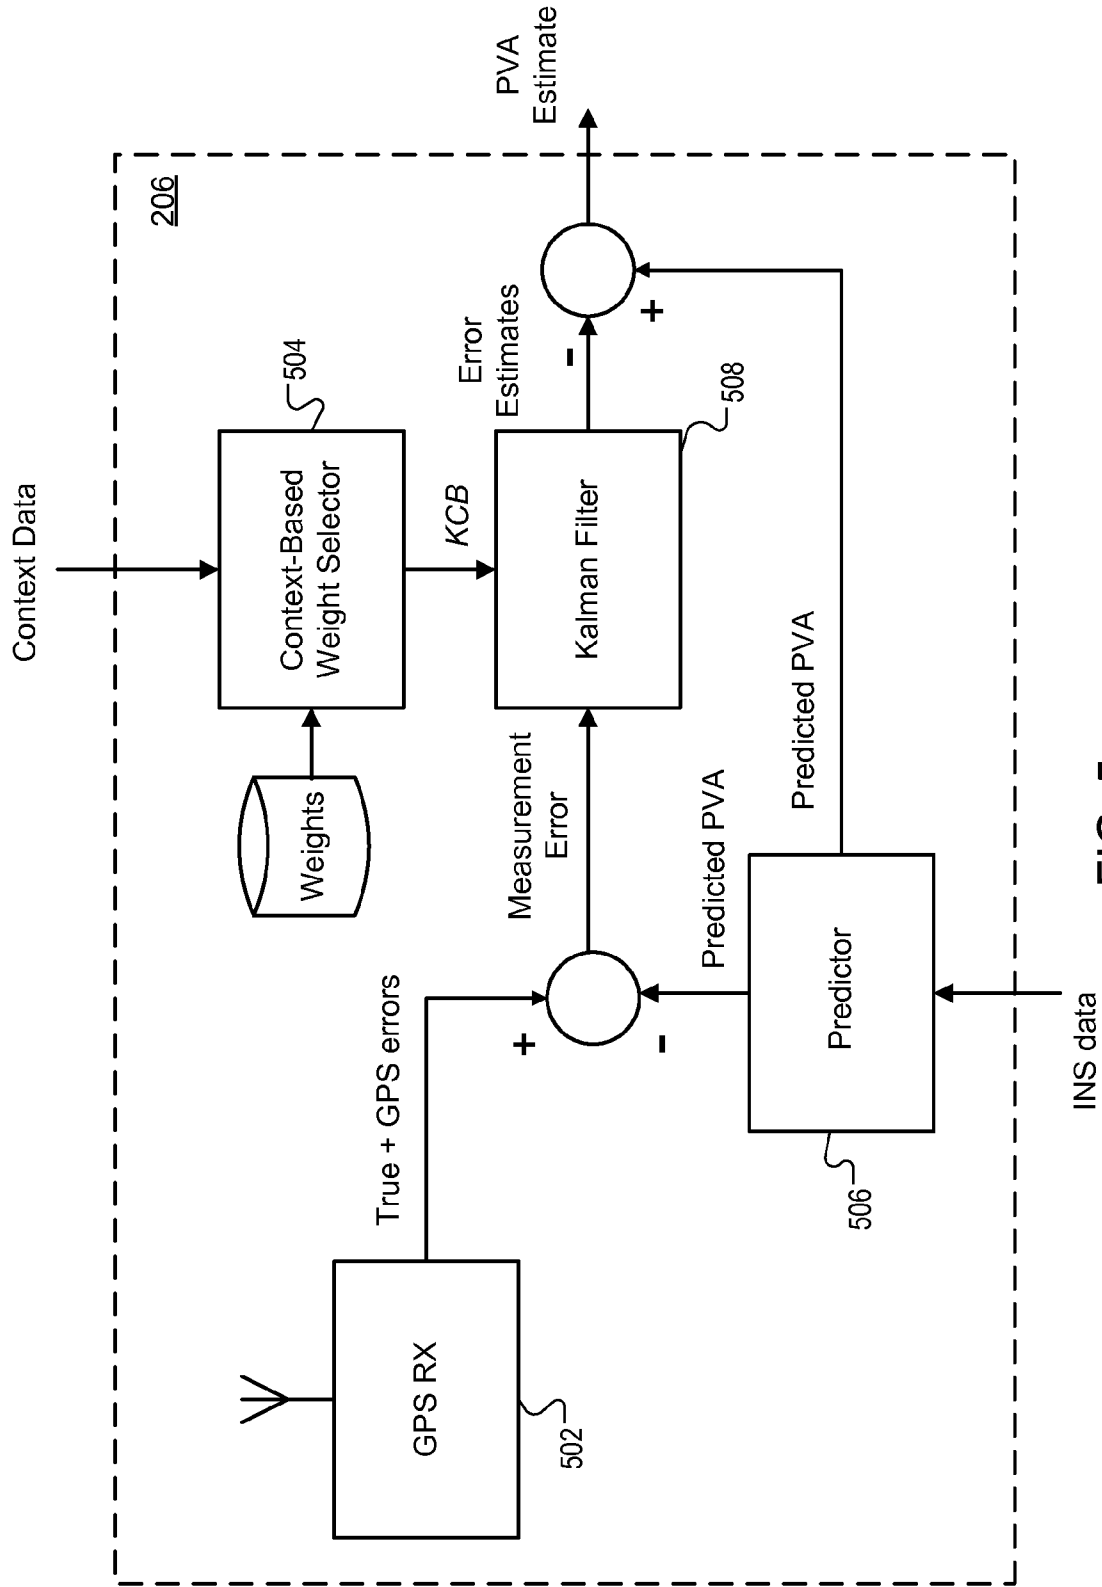 Context Data
206
Weights
Context-Based
Weight Selector
504
KCB
True + GPS errors
GPS RX
502
+
-
Measurement
Error
Kalman Filter
508
Error
Estimates
-
+
PVA
Estimate
Predicted PVA
Predicted PVA
Predictor
506
INS data